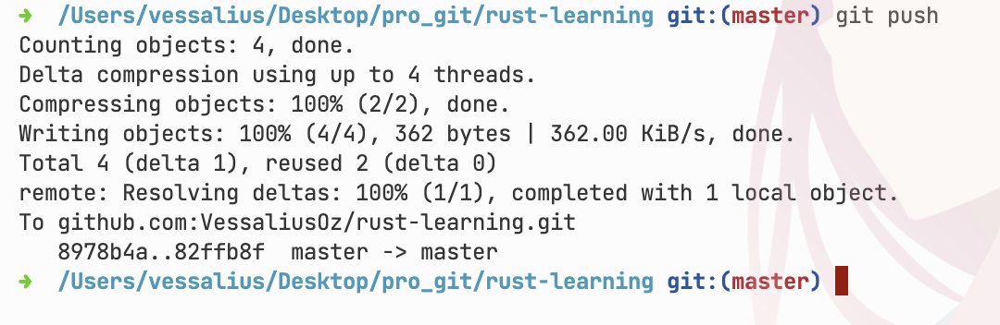 ➜  /Users/vessalius/Desktop/pro_git/rust-learning git:(master) git push
Counting objects: 4, done.
Delta compression using up to 4 threads.
Compressing objects: 100% (2/2), done.
Writing objects: 100% (4/4), 362 bytes | 362.00 KiB/s, done.
Total 4 (delta 1), reused 2 (delta 0)
remote: Resolving deltas: 100% (1/1), completed with 1 local object.
To github.com:VessaliusOz/rust-learning.git
   8978b4a..82ffb8f  master -> master
➜  /Users/vessalius/Desktop/pro_git/rust-learning git:(master)